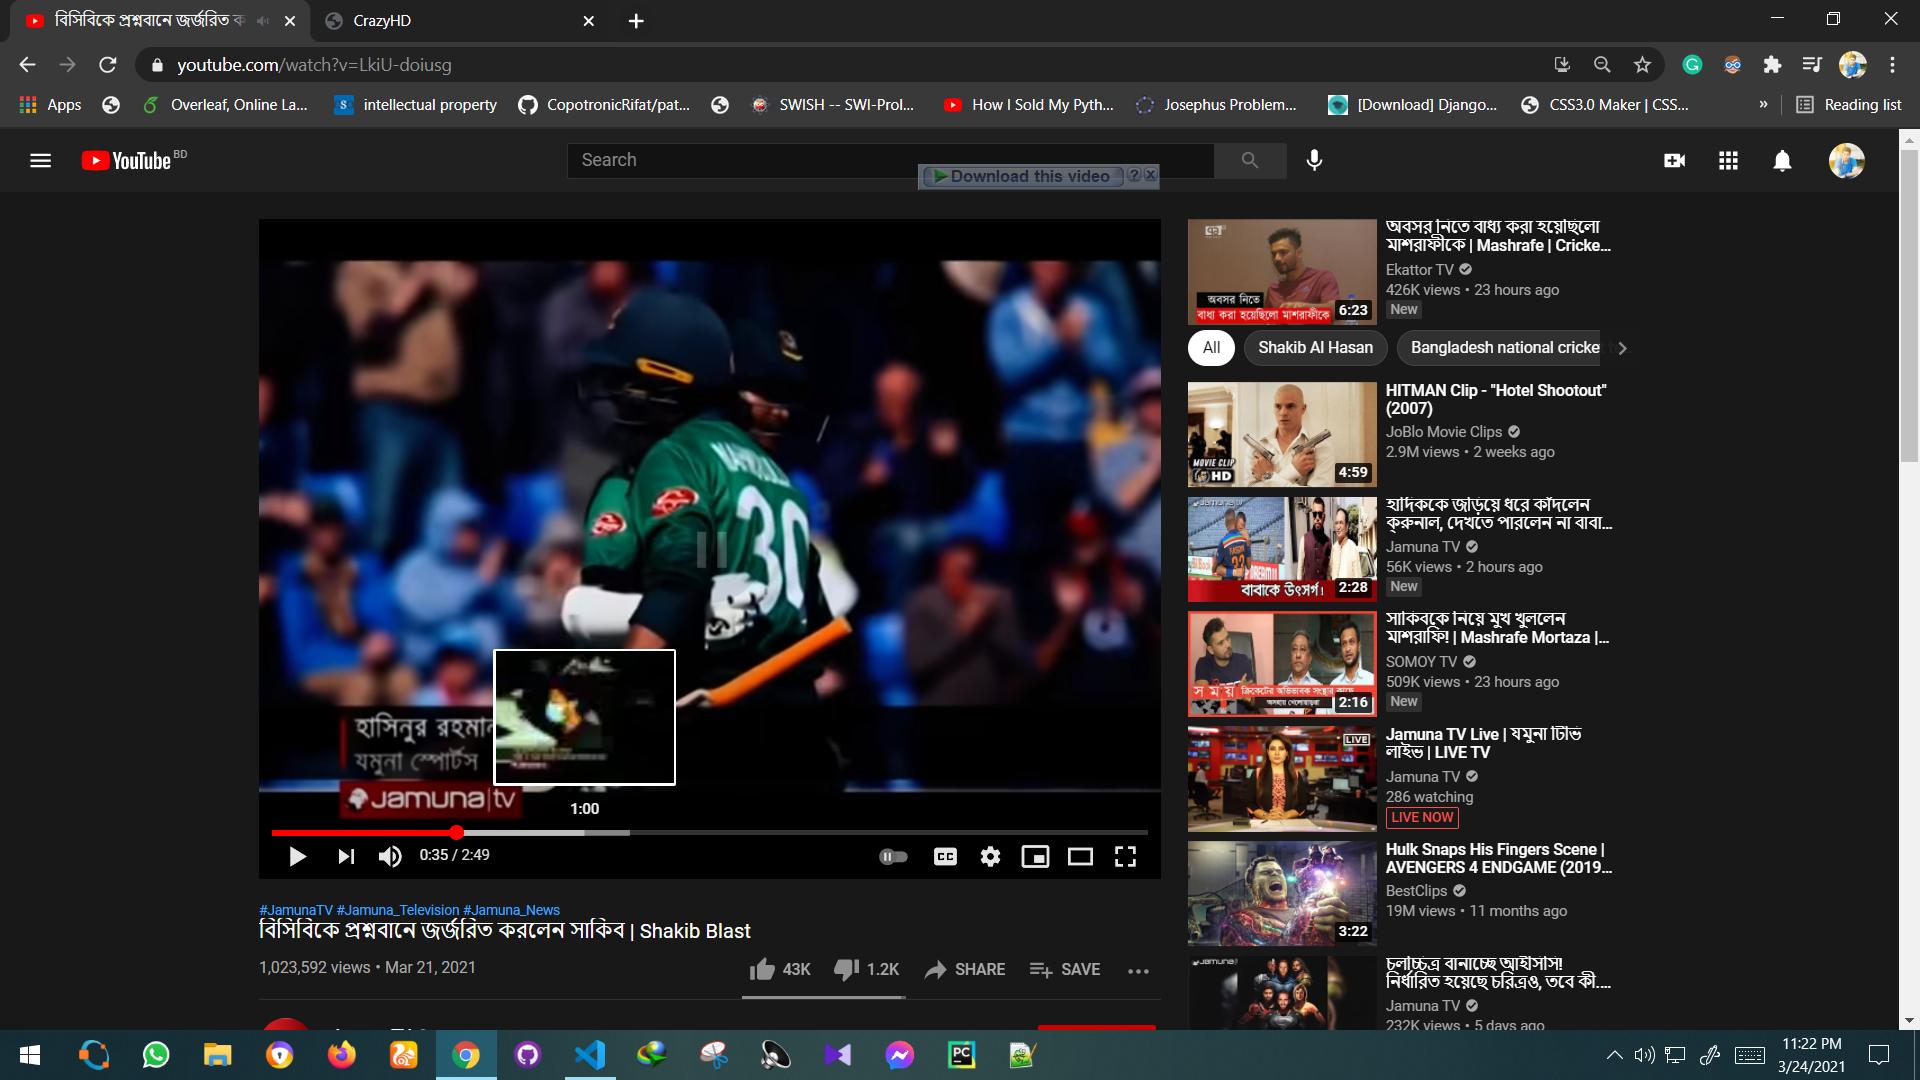 বিসিবিকে প্রশ্নবানে জর্জরিত ক
CrazyHD
youtube.com/watch?v=LkiU-doiusg
Apps
Overleaf, Online La...
intellectual property
CopotronicRifat/pat...
SWISH -- SWI-Prol...
How I Sold My Pyth...
Josephus Problem...
[Download] Django...
CSS3.0 Maker | CSS...
»
Reading list
YouTube BD
Search
Download this video
30
হাসিনুর রহমান
যমুনা স্পোর্টস
Jamuna|tv
1:00
0:35 / 2:49
CC
#JamunaTV #Jamuna_Television #Jamuna_News
বিসিবিকে প্রশ্নবানে জর্জরিত করলেন সাকিব | Shakib Blast
1,023,592 views • Mar 21, 2021
43K
1.2K
SHARE
SAVE
অবসর নিতে বাধ্য করা হয়েছিলো
মাশরাফীকে | Mashrafe | Cricke...
Ekattor TV
426K views • 23 hours ago
New
অবসর নিতে
বাধ্য করা হয়েছিলো মাশরাফীকে
6:23
All
Shakib Al Hasan
Bangladesh national cricke
HITMAN Clip - "Hotel Shootout"
(2007)
JoBlo Movie Clips
2.9M views • 2 weeks ago
MOVIE CLIP
HD
4:59
হার্দিককে জড়িয়ে ধরে কাঁদলেন
ক্রুনাল, দেখতে পারলেন না বাবা...
Jamuna TV
56K views • 2 hours ago
New
বাবাকে উৎসর্গ!
2:28
সাকিবকে নিয়ে মুখ খুললেন
মাশরাফি! | Mashrafe Mortaza |...
SOMOY TV
509K views • 23 hours ago
New
সময়
2:16
Jamuna TV Live | যমুনা টিভি
লাইভ | LIVE TV
Jamuna TV
286 watching
LIVE NOW
LIVE
Hulk Snaps His Fingers Scene |
AVENGERS 4 ENDGAME (2019...
BestClips
19M views • 11 months ago
3:22
চলচ্চিত্র বানাচ্ছে আইসিসি!
নির্ধারিত হয়েছে চরিত্রও, তবে কী....
Jamuna TV
232K views • 5 days ago
11:22 PM
3/24/2021